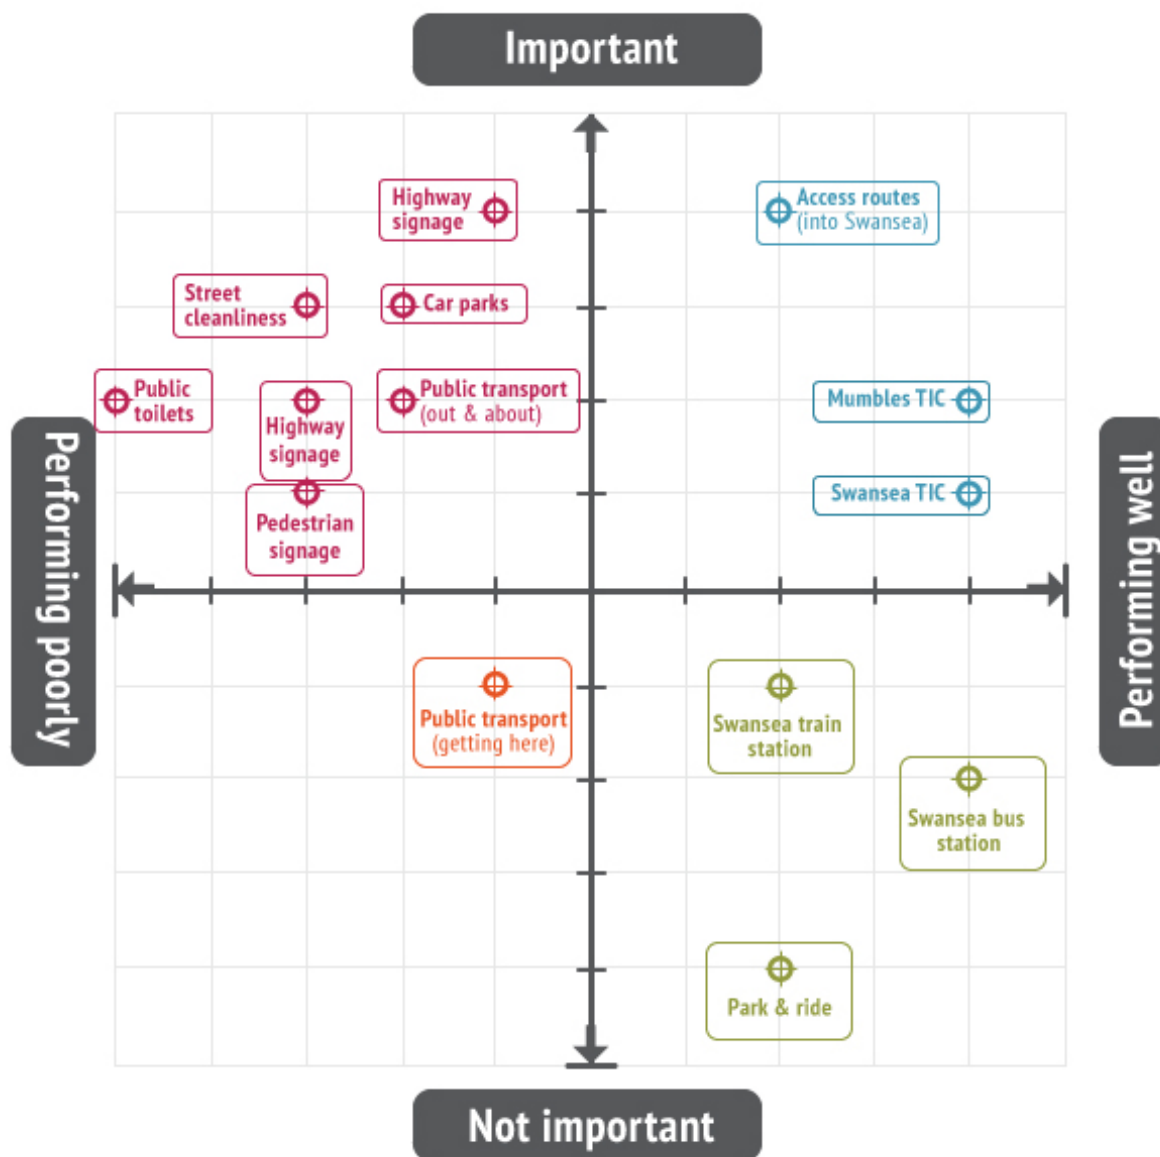 Important
Highway
signage
Access routes
(into Swansea)
Street
cleanliness
Car parks
Public
toilets
Highway
signage
Public transport
(out & about)
Mumbles TIC
Swansea TIC
Pedestrian
signage
Performing poorly
Performing well
Public transport
(getting here)
Swansea train
station
Swansea bus
station
Park & ride
Not important